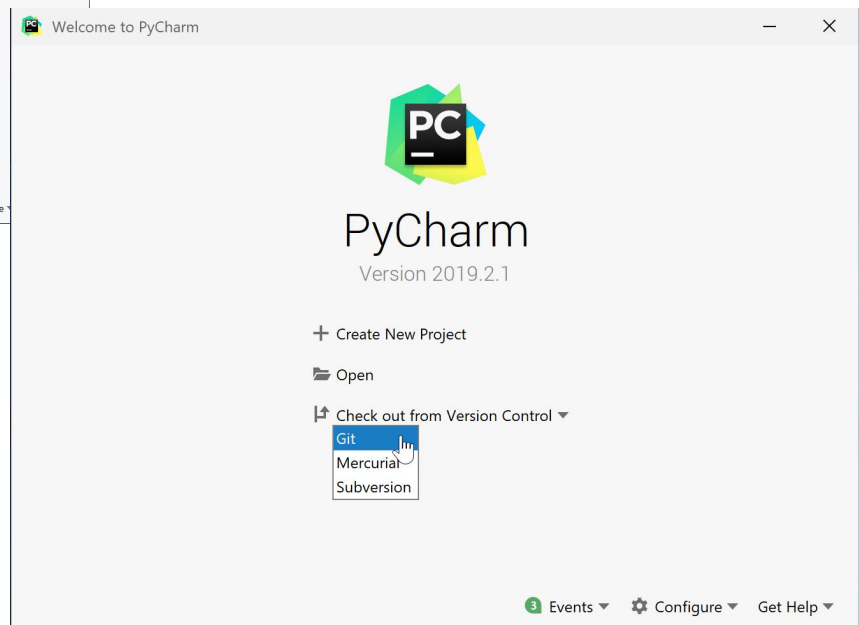 Welcome to PyCharm
PC
PyCharm
Version 2019.2.1
Create New Project
Open
Check out from Version Control
Git
Mercurial
Subversion
3 Events
Configure
Get Help